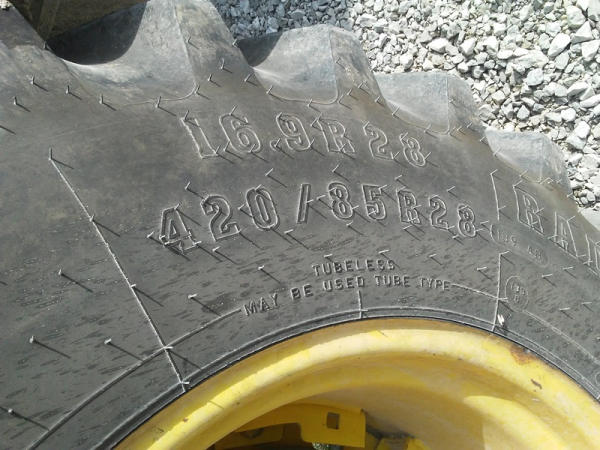 16.9R28
420/85R28
TUBELESS
MAY BE USED TUBE TYPE